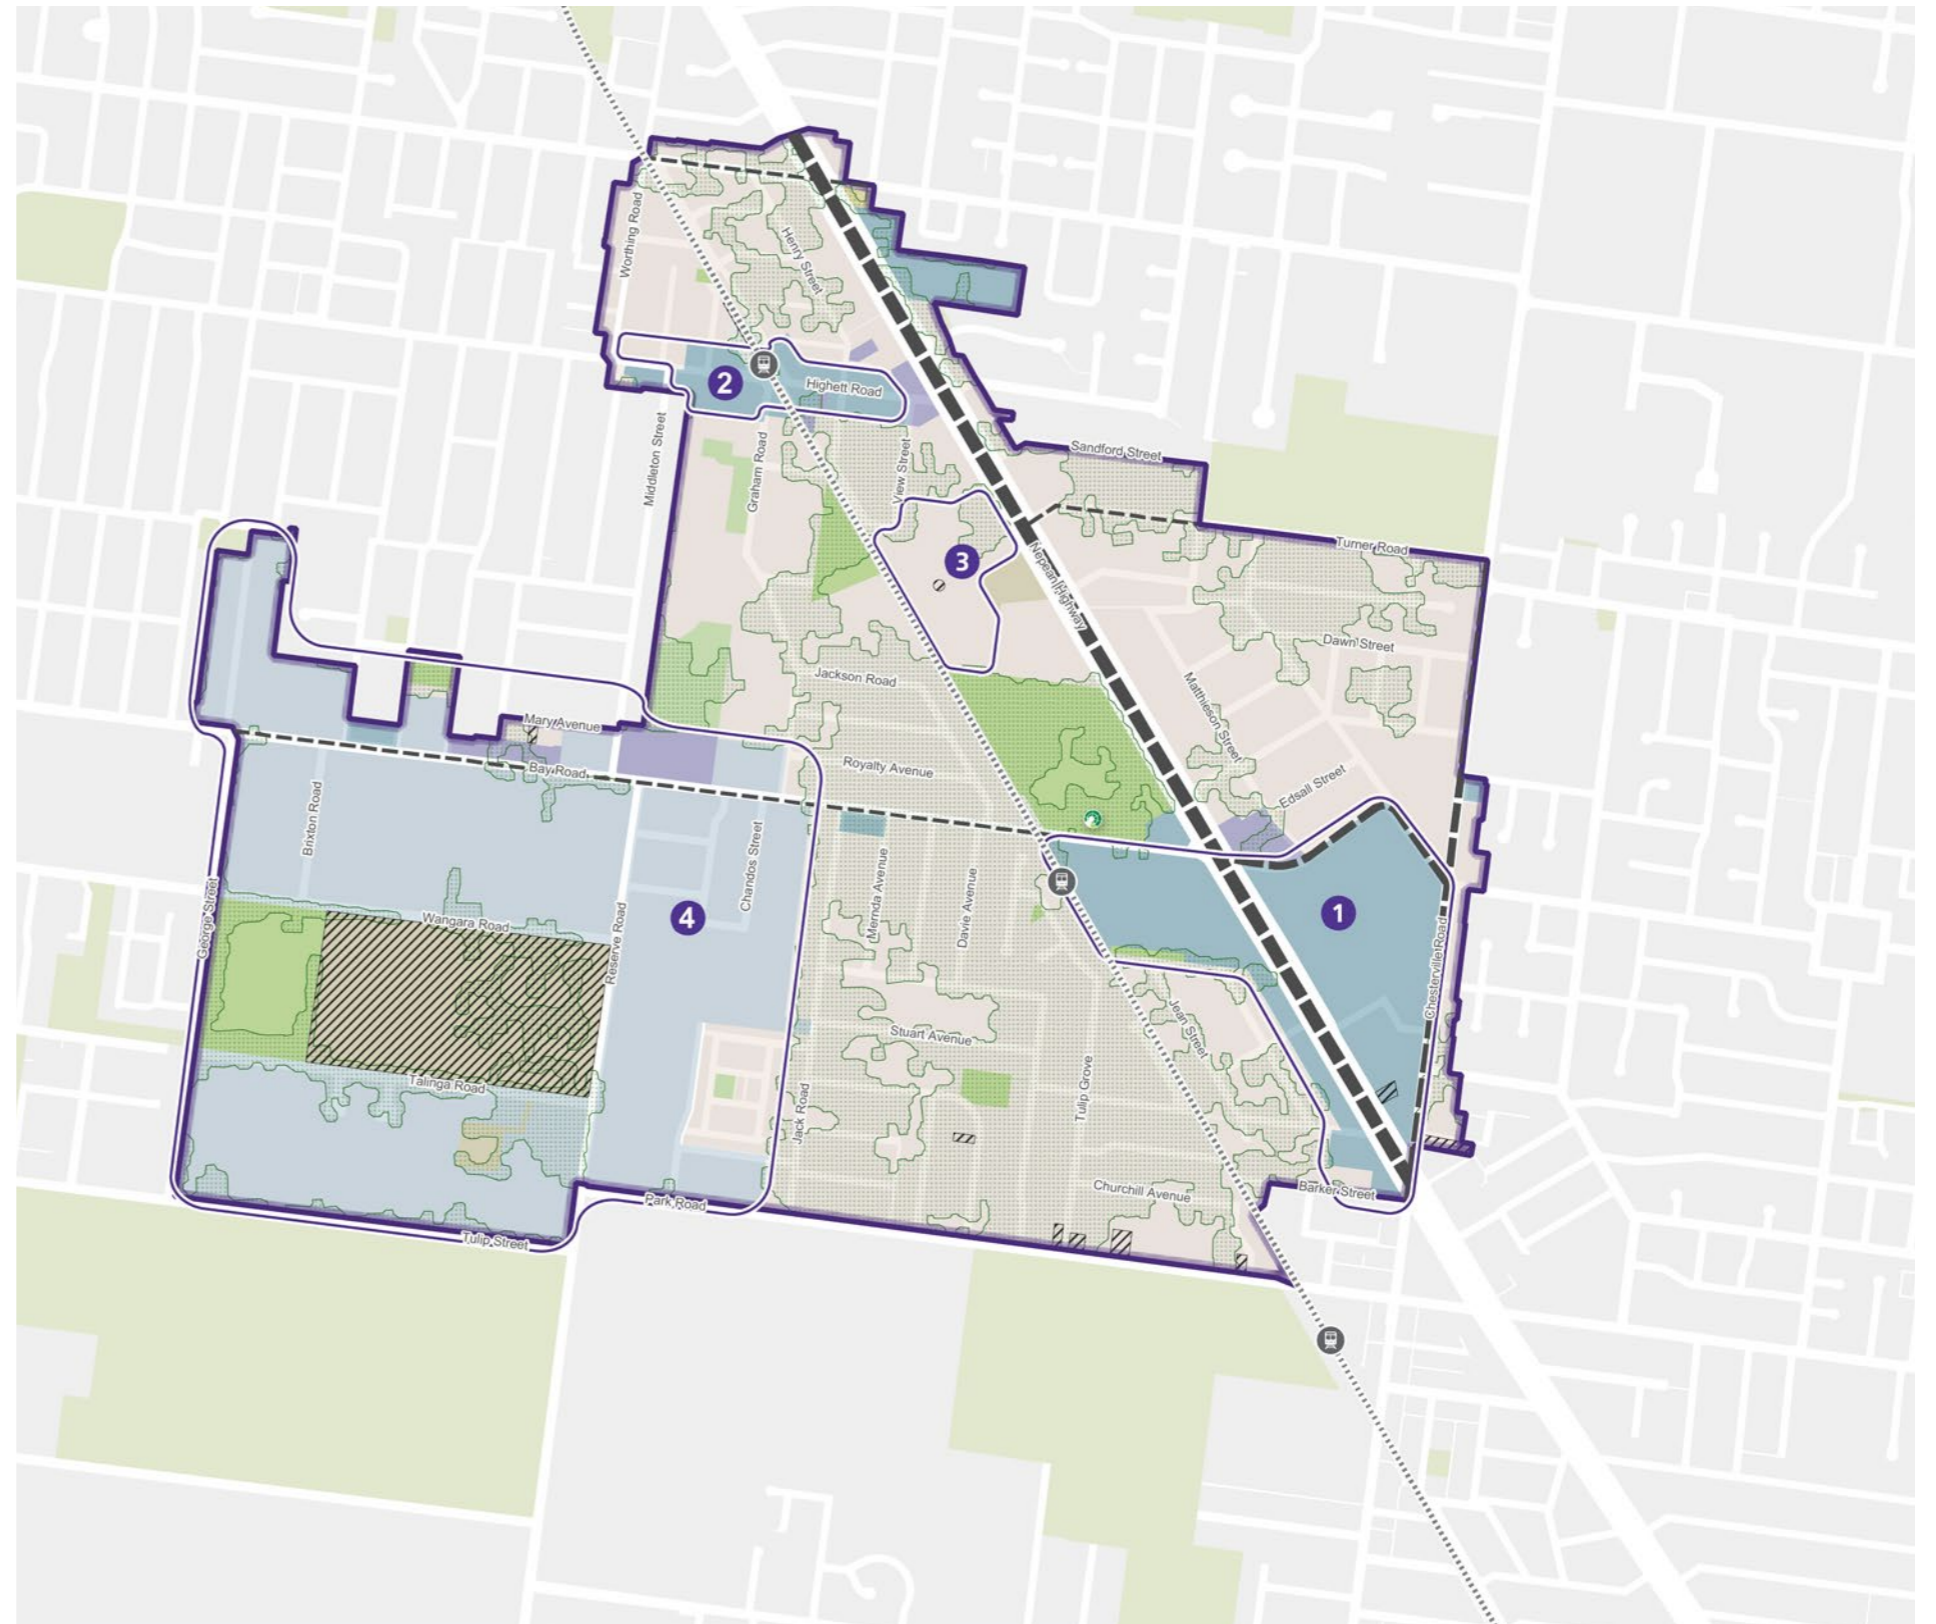 Worthing Road
Henry Street
2
Highett Road
Middleton Street
Graham Road
View Street
Sandford Street
Turner Road
3
Nepean Highway
Dawn Street
Jackson Road
Matthieson Street
Mary Avenue
Bay Road
Royalty Avenue
Edsall Street
Brixton Road
Chandos Street
Mernda Avenue
Davie Avenue
1
George Street
Wangara Road
Reserve Road
4
Chesterville Road
Jean Street
Stuart Avenue
Talinga Road
Jack Road
Tulip Grove
Churchill Avenue
Barker Street
Park Road
Tulip Street